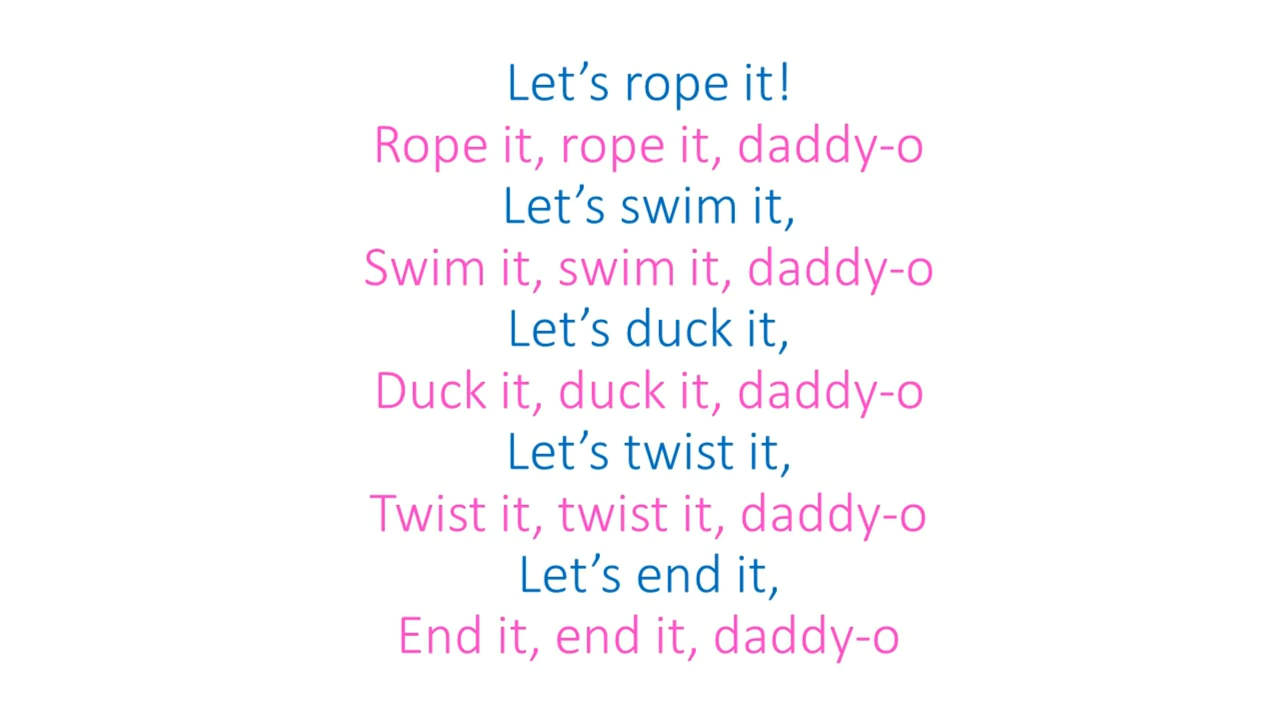 Let’s rope it!
Rope it, rope it, daddy-o
Let’s swim it,
Swim it, swim it, daddy-o
Let’s duck it,
Duck it, duck it, daddy-o
Let’s twist it,
Twist it, twist it, daddy-o
Let’s end it,
End it, end it, daddy-o